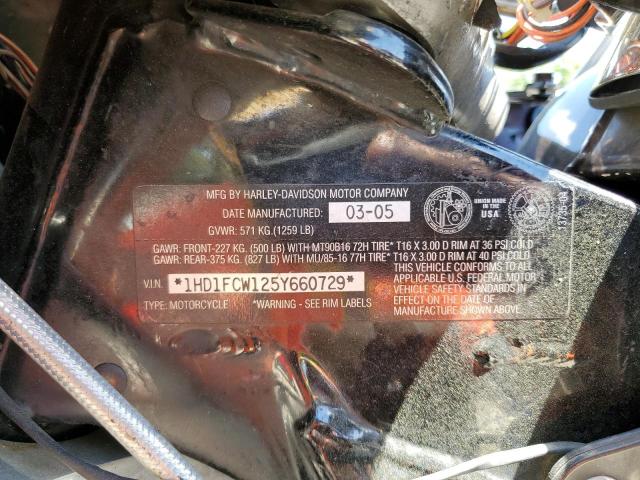 MFG BY HARLEY-DAVIDSON MOTOR COMPANY
DATE MANUFACTURED: 03-05
GVWR: 571 KG.(1259 LB)
UNION MADE IN THE USA
GAWR: FRONT-227 KG. (500 LB) WITH MT90B16 72H TIRE* T16 X 3.00 D RIM AT 36 PSI COLD
GAWR: REAR-375 KG. (827 LB) WITH MU/85-16 77H TIRE* T16 X 3.00 D RIM AT 40 PSI COLD
V.I.N. *1HD1FCW125Y660729*
TYPE: MOTORCYCLE *WARNING – SEE RIM LABELS
THIS VEHICLE CONFORMS TO ALL
APPLICABLE U.S. FEDERAL MOTOR
VEHICLE SAFETY STANDARDS IN
EFFECT ON THE DATE OF
MANUFACTURE SHOWN ABOVE.